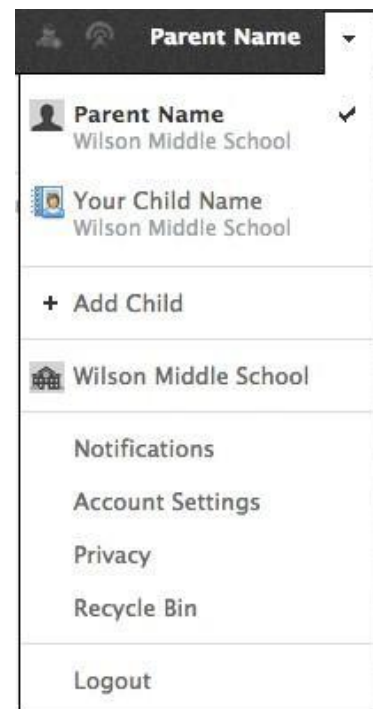 Parent Name
Parent Name
Wilson Middle School
Your Child Name
Wilson Middle School
+ Add Child
Wilson Middle School
Notifications
Account Settings
Privacy
Recycle Bin
Logout